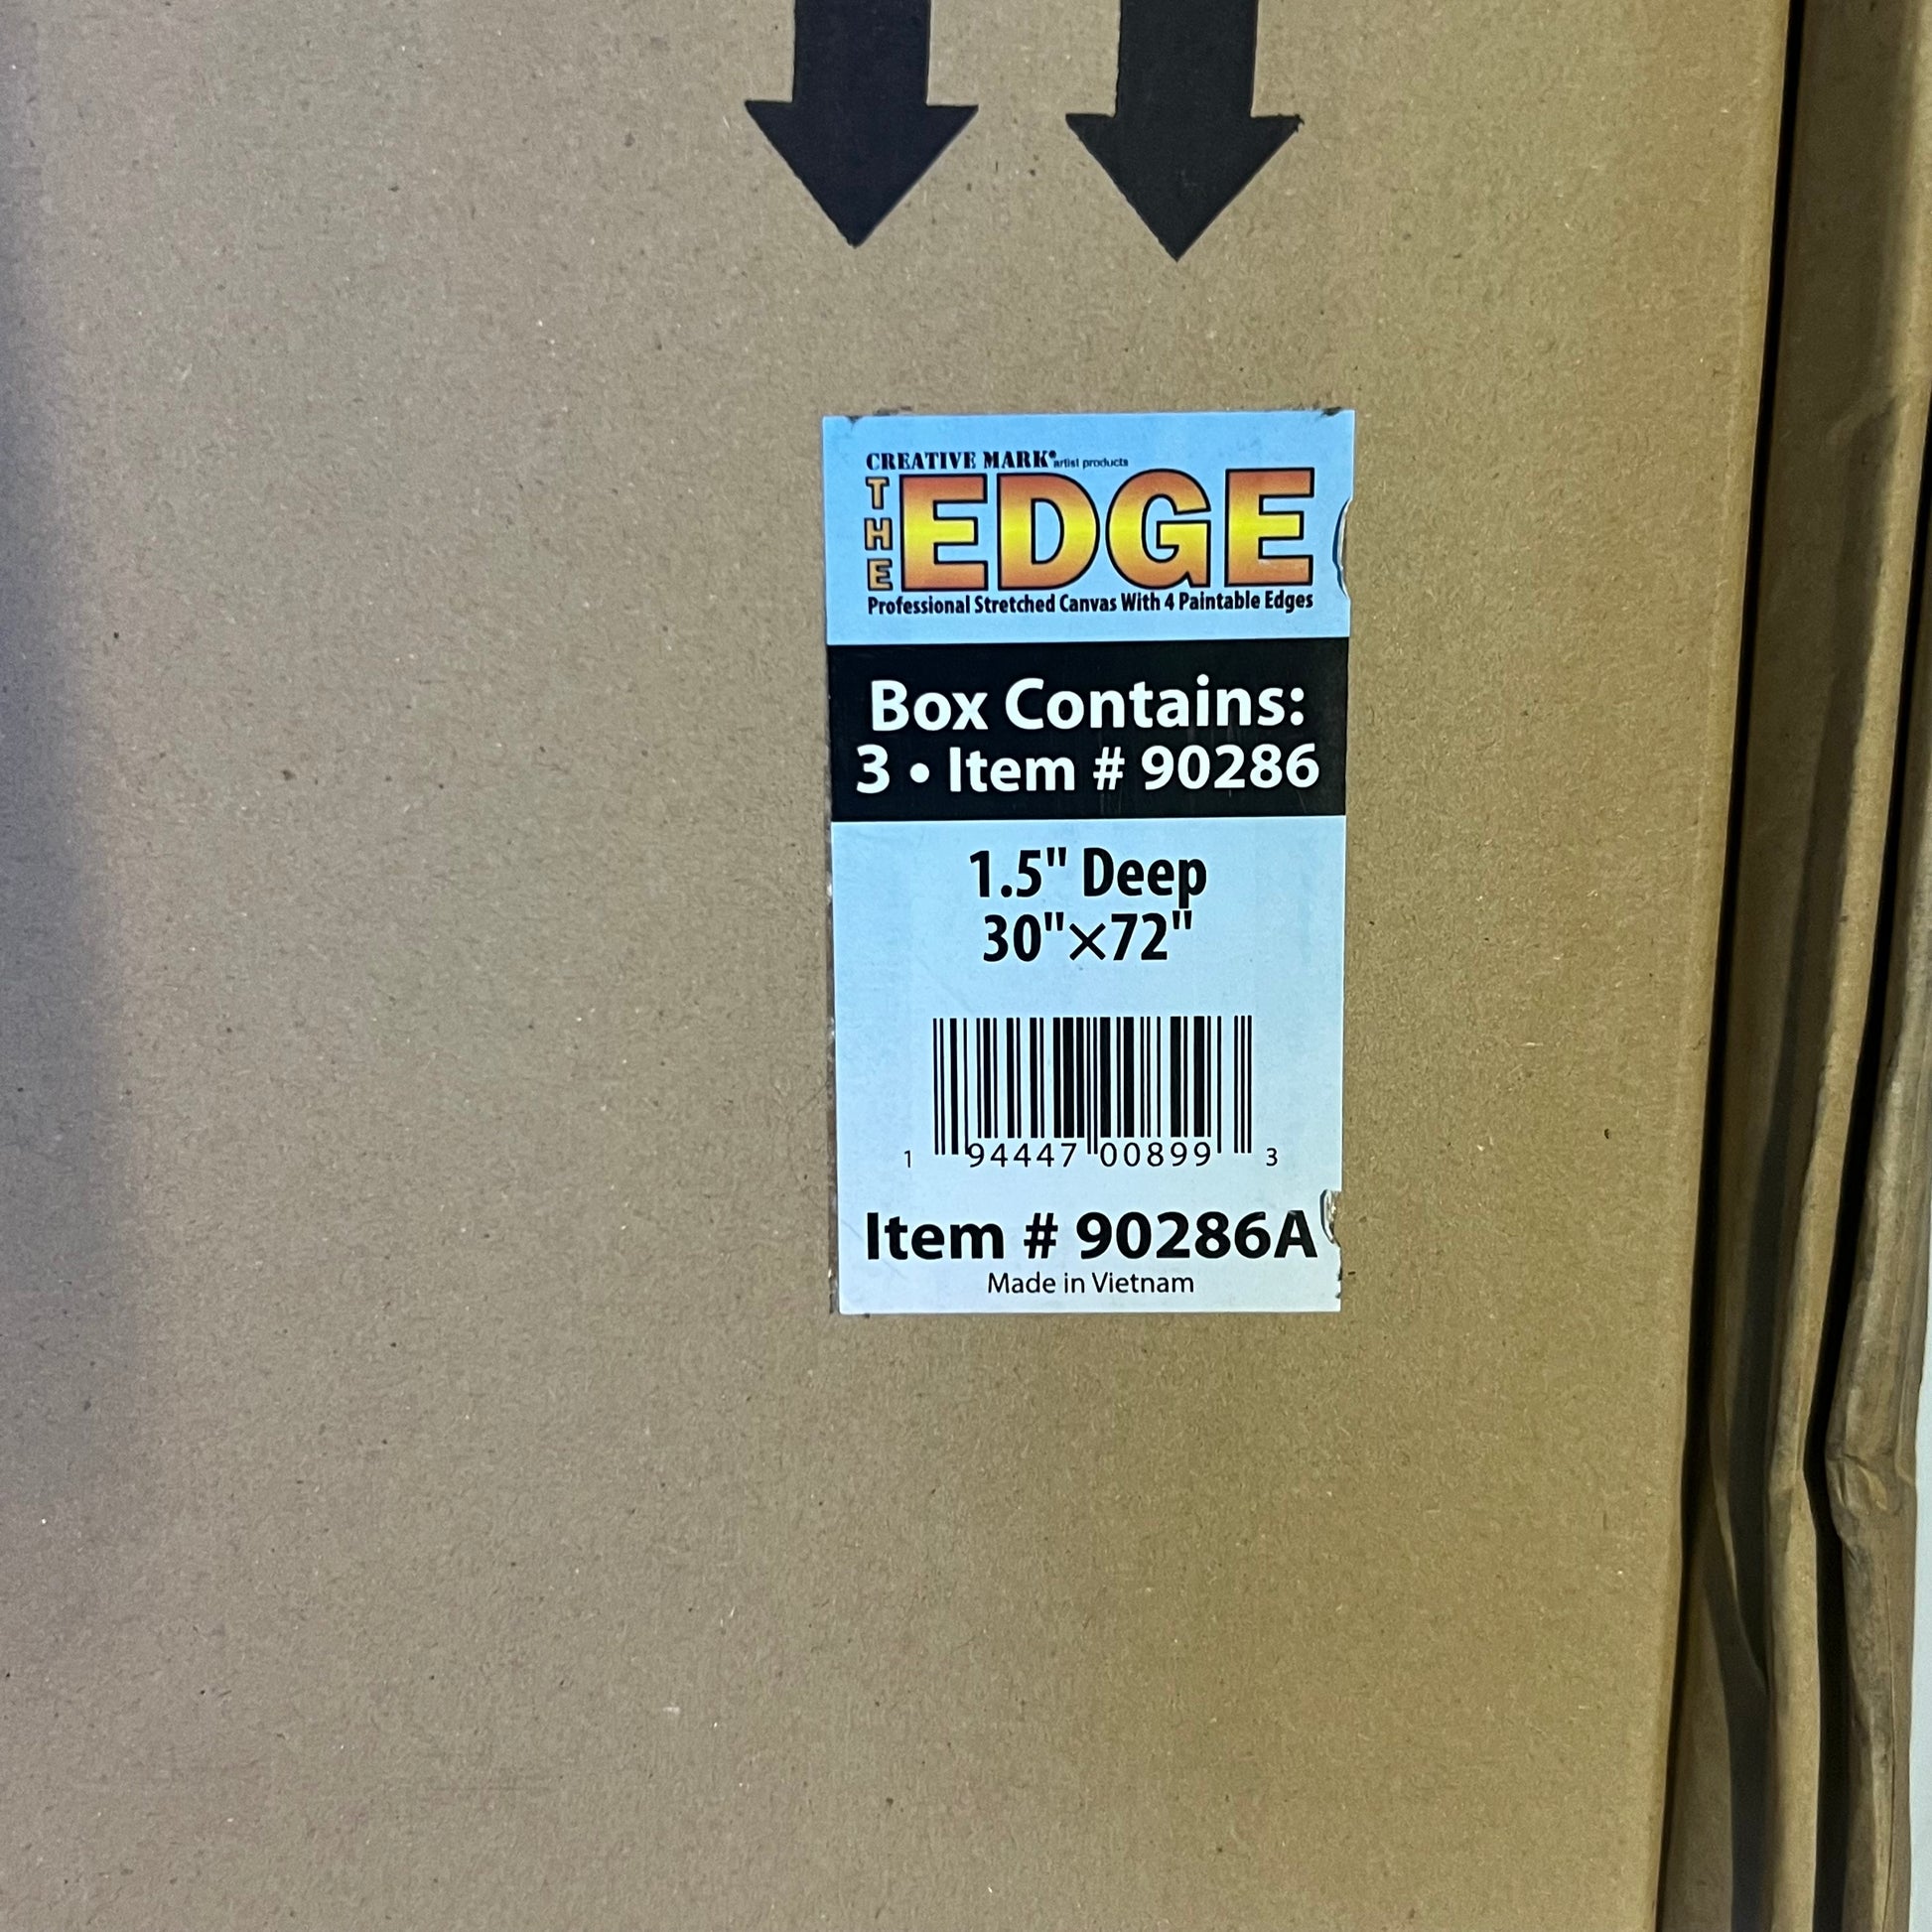 CREATIVE MARK® artist products
THE EDGE
Professional Stretched Canvas With 4 Paintable Edges
Box Contains:
3 • Item # 90286
1.5" Deep
30"×72"
1 94447 00899 3
Item # 90286A
Made in Vietnam